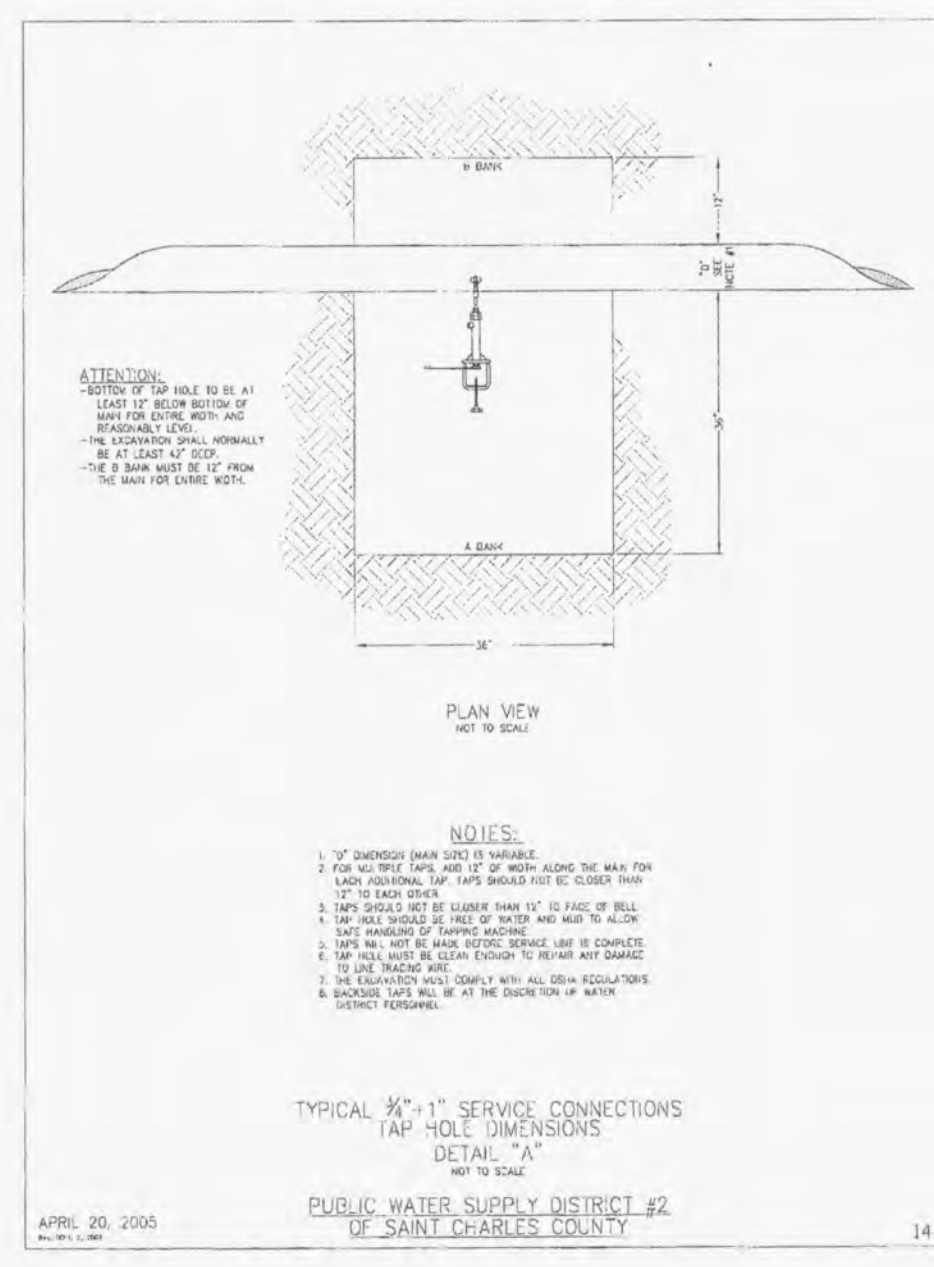 B BANK
12"
"D"
SEE
NOTE #1
ATTENTION:
-BOTTOM OF TAP HOLE TO BE AT
LEAST 12" BELOW BOTTOM OF
MAIN FOR ENTIRE WIDTH AND
REASONABLY LEVEL.
-THE EXCAVATION SHALL NORMALLY
BE AT LEAST 42" DEEP.
-THE B BANK MUST BE 12" FROM
THE MAIN FOR ENTIRE WIDTH.
36"
A BANK
36"
PLAN VIEW
NOT TO SCALE
NOTES:
1. "D" DIMENSION (MAIN SIZE) IS VARIABLE.
2. FOR MULTIPLE TAPS, ADD 12" OF WIDTH ALONG THE MAIN FOR
EACH ADDITIONAL TAP. TAPS SHOULD NOT BE CLOSER THAN
12" TO EACH OTHER
3. TAPS SHOULD NOT BE CLOSER THAN 12" TO FACE OF BELL.
4. TAP HOLE SHOULD BE FREE OF WATER AND MUD TO ALLOW
SAFE HANDLING OF TAPPING MACHINE.
5. TAPS WILL NOT BE MADE BEFORE SERVICE LINE IS COMPLETE.
6. TAP HOLE MUST BE CLEAN ENOUGH TO REPAIR ANY DAMAGE
TO LINE TRACING WIRE.
7. THE EXCAVATION MUST COMPLY WITH ALL OSHA REGULATIONS.
8. BACKSIDE TAPS WILL BE AT THE DISCRETION OF WATER
DISTRICT PERSONNEL.
TYPICAL 3/4"+1" SERVICE CONNECTIONS
TAP HOLE DIMENSIONS
DETAIL "A"
NOT TO SCALE
PUBLIC WATER SUPPLY DISTRICT #2
OF SAINT CHARLES COUNTY
APRIL 20, 2005
14